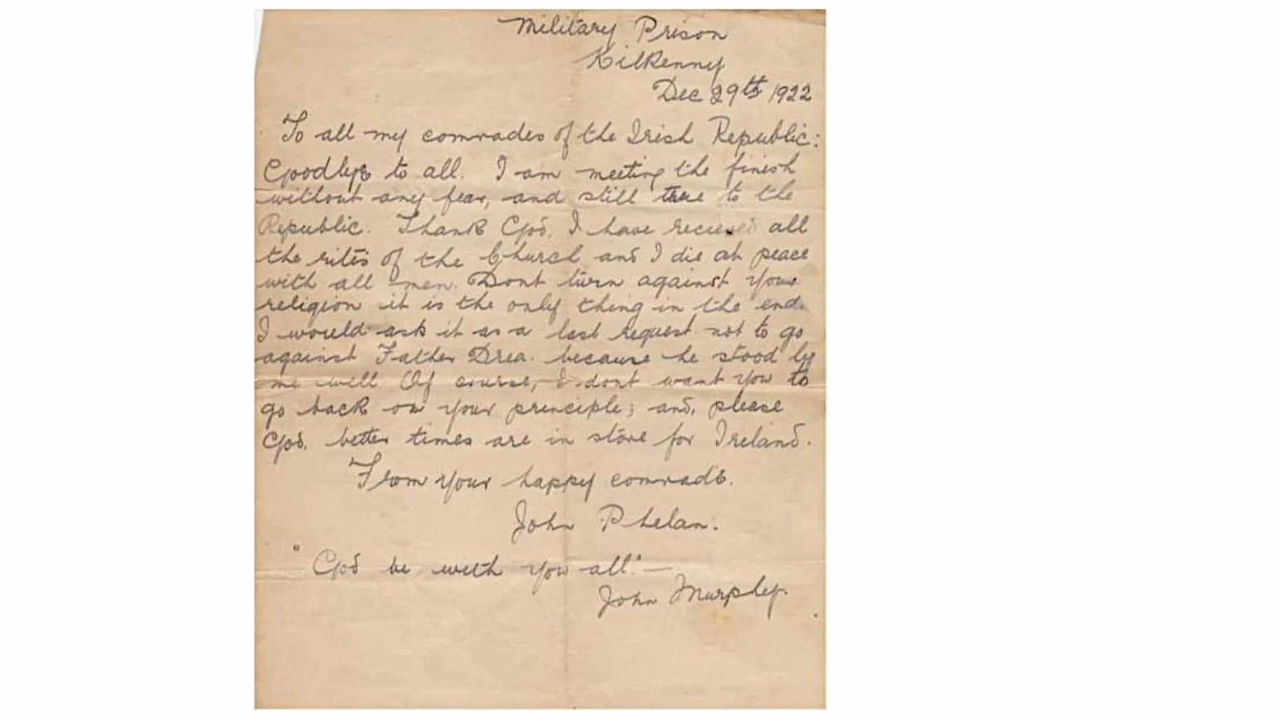 Military Prison
Kilkenny
Dec 29th 1922
To all my comrades of the Irish Republic:
Goodbye to all. I am meeting the finish
without any fear, and still true to the
Republic. Thank God, I have recieved all
the rites of the Church and I die at peace
with all men. Dont turn against your
religion it is the only thing in the end.
I would ask it as a last request not to go
against Father Drea. because he stood by
me well Of course, I dont want you to
go back on your principle; and, please
God, better times are in store for Ireland.
From your happy comrade.
John Phelan.
"God be with you all." —
John Murphy.